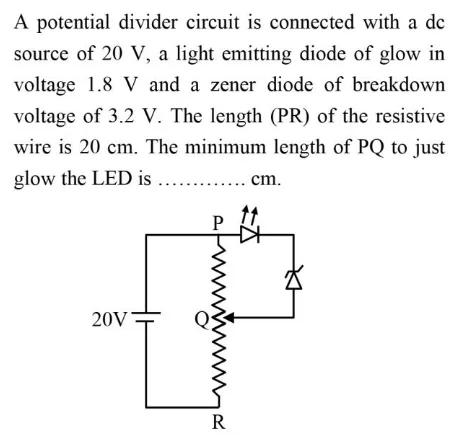 A potential divider circuit is connected with a dc
source of 20 V, a light emitting diode of glow in
voltage 1.8 V and a zener diode of breakdown
voltage of 3.2 V. The length (PR) of the resistive
wire is 20 cm. The minimum length of PQ to just
glow the LED is ............. cm.
P
20V
Q
R